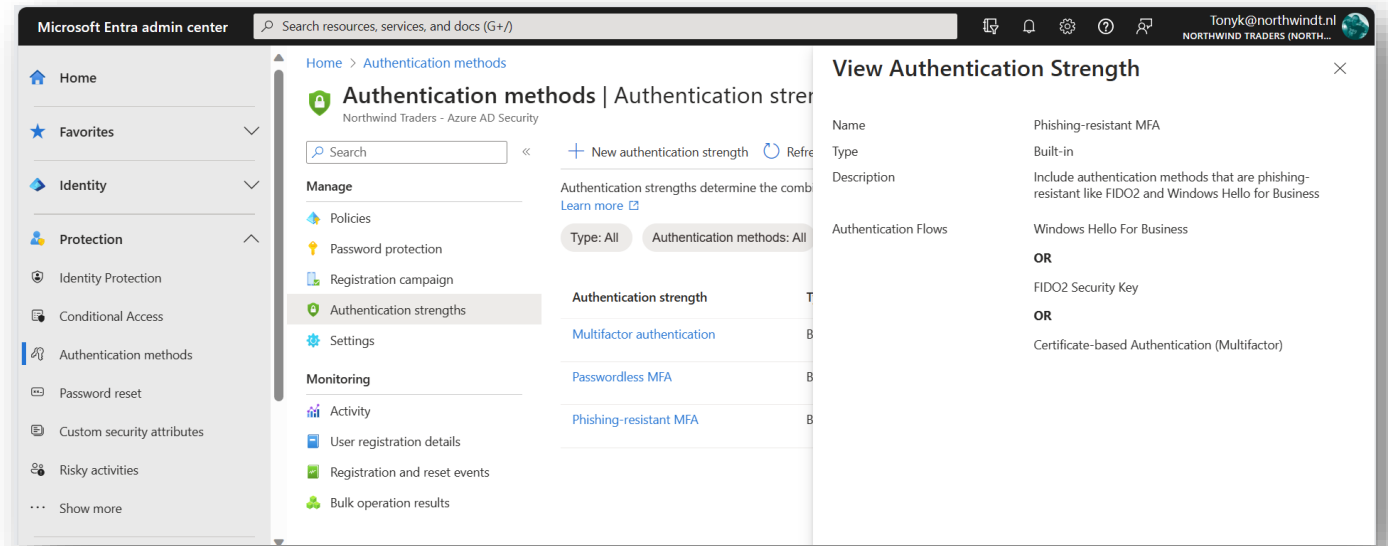 Microsoft Entra admin center
Search resources, services, and docs (G+/)
Tonyk@northwindt.nl
NORTHWIND TRADERS (NORTH...
Home
Favorites
Identity
Protection
Identity Protection
Conditional Access
Authentication methods
Password reset
Custom security attributes
Risky activities
Show more
Home > Authentication methods
Authentication methods | Authentication stren
Northwind Traders - Azure AD Security
Search
Manage
Policies
Password protection
Registration campaign
Authentication strengths
Settings
Monitoring
Activity
User registration details
Registration and reset events
Bulk operation results
New authentication strength Refre
Authentication strengths determine the comb
Learn more
Type: All Authentication methods: All
Authentication strength T
Multifactor authentication B
Passwordless MFA B
Phishing-resistant MFA B
View Authentication Strength
Name Phishing-resistant MFA
Type Built-in
Description Include authentication methods that are phishing-
resistant like FIDO2 and Windows Hello for Business
Authentication Flows Windows Hello For Business
OR
FIDO2 Security Key
OR
Certificate-based Authentication (Multifactor)